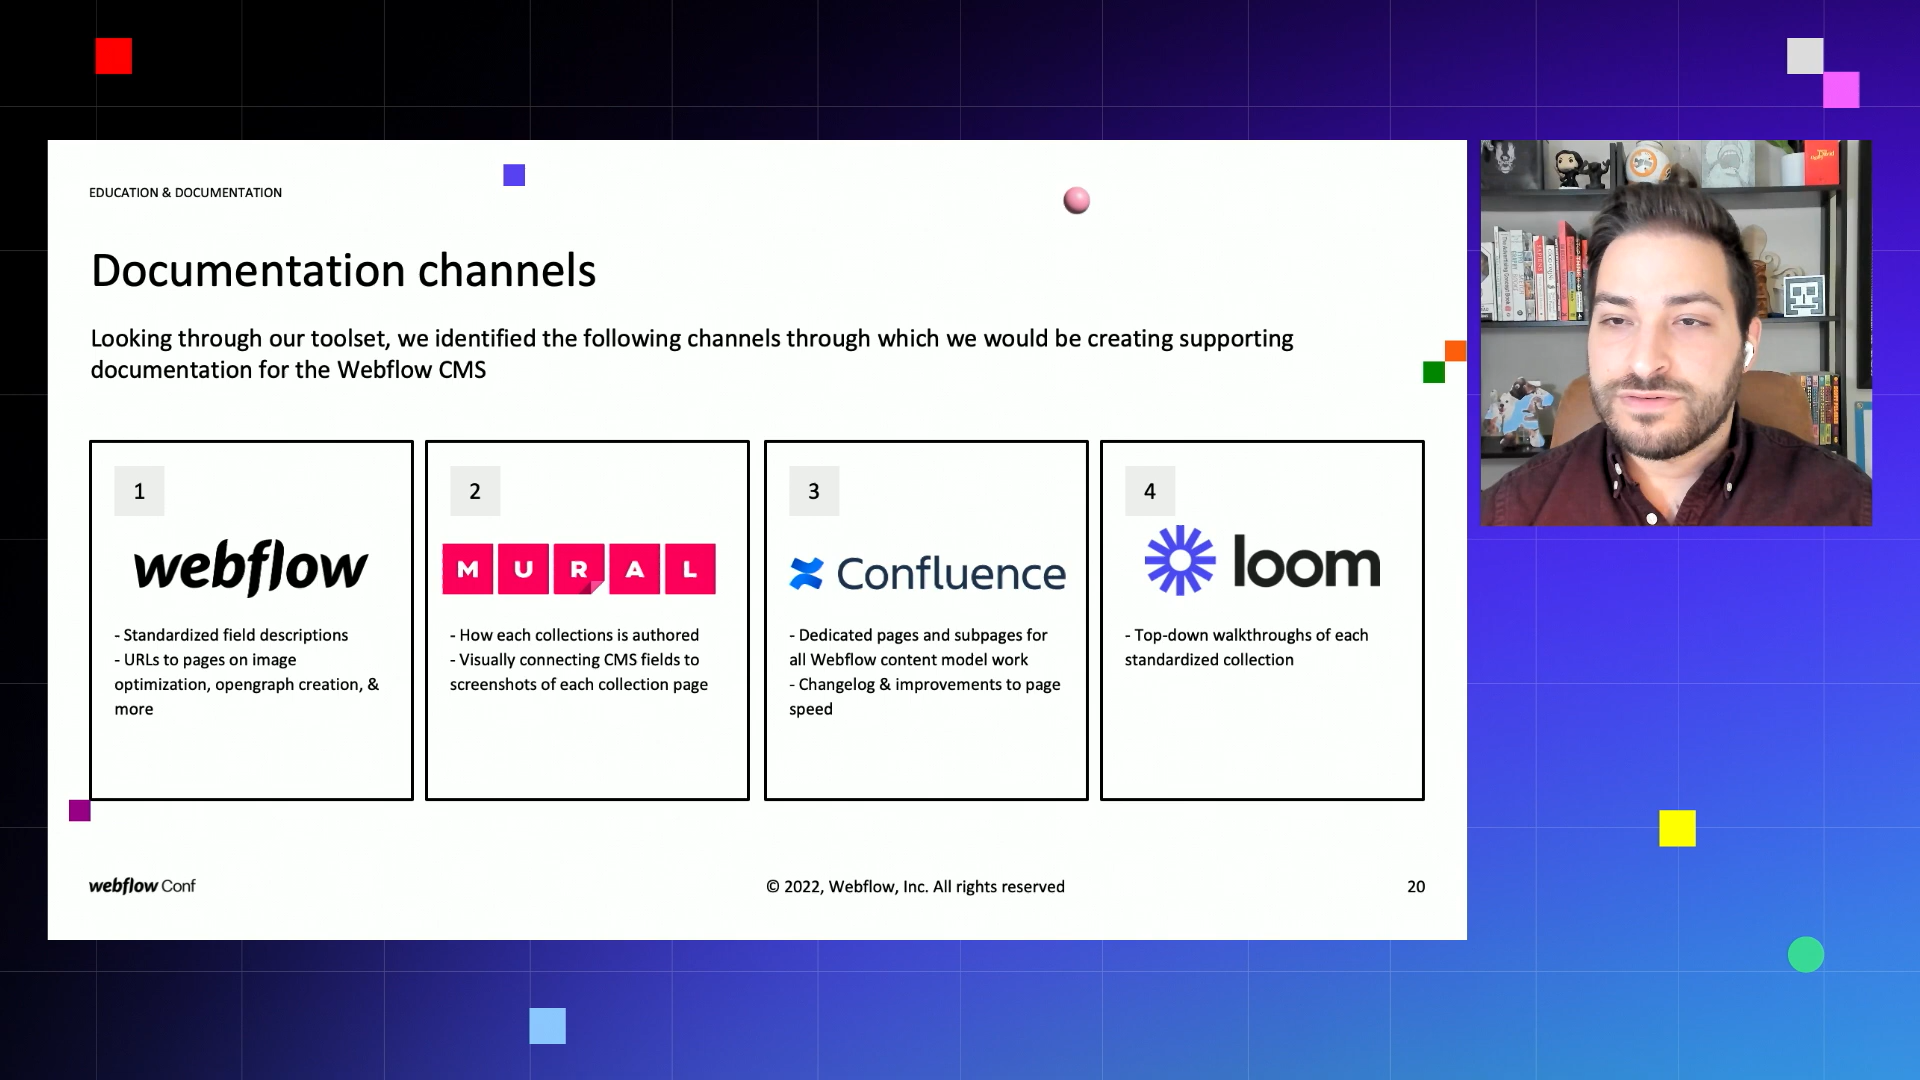 EDUCATION & DOCUMENTATION
Documentation channels
Looking through our toolset, we identified the following channels through which we would be creating supporting
documentation for the Webflow CMS
1
webflow
- Standardized field descriptions
- URLs to pages on image
optimization, opengraph creation, &
more
2
MURAL
- How each collections is authored
- Visually connecting CMS fields to
screenshots of each collection page
3
Confluence
- Dedicated pages and subpages for
all Webflow content model work
- Changelog & improvements to page
speed
4
loom
- Top-down walkthroughs of each
standardized collection
webflow Conf
© 2022, Webflow, Inc. All rights reserved
20